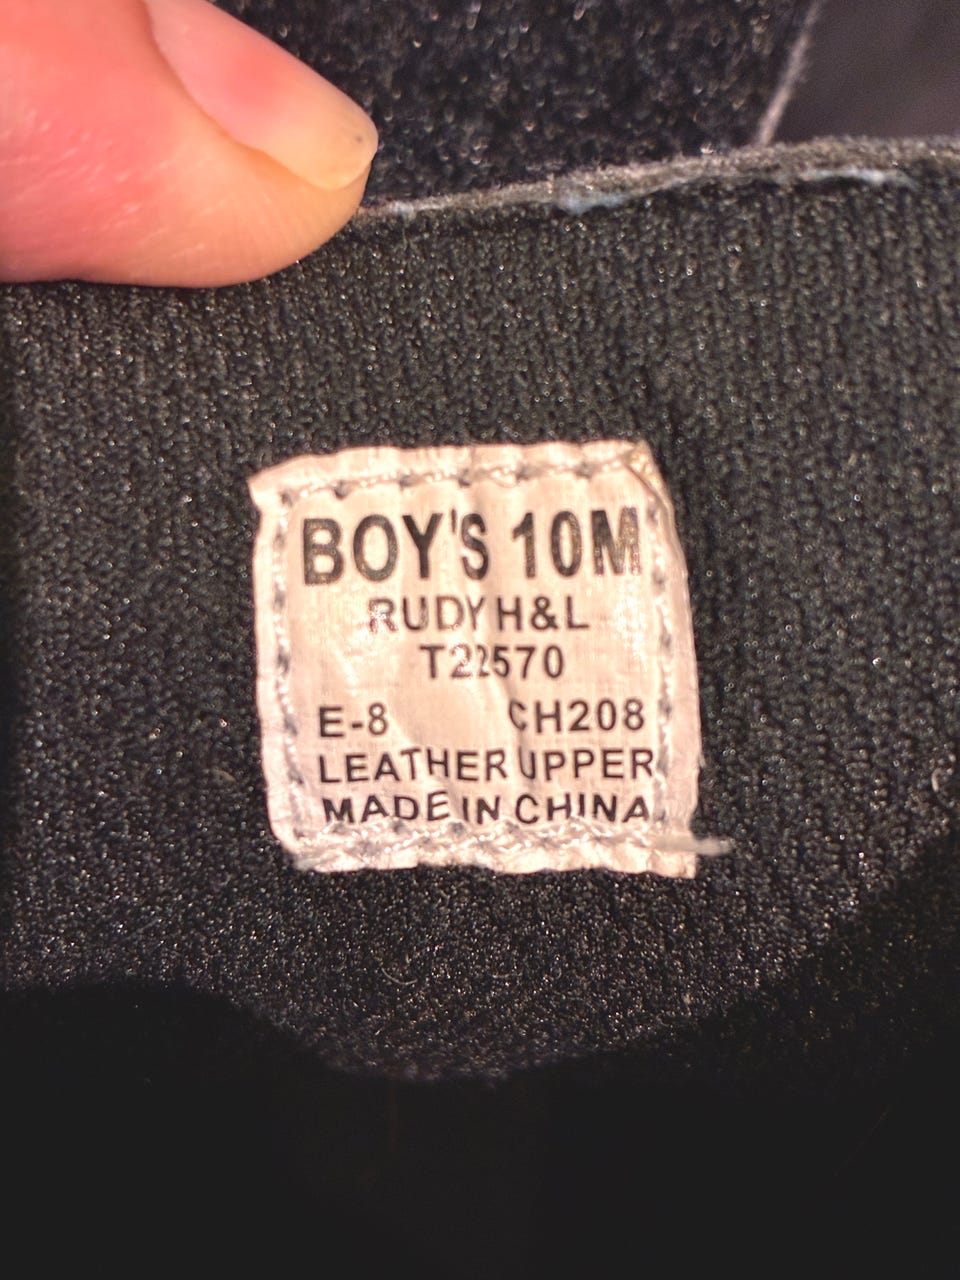 BOY'S 10M
RUDY H&L
T22570
E-8 CH208
LEATHER UPPER
MADE IN CHINA